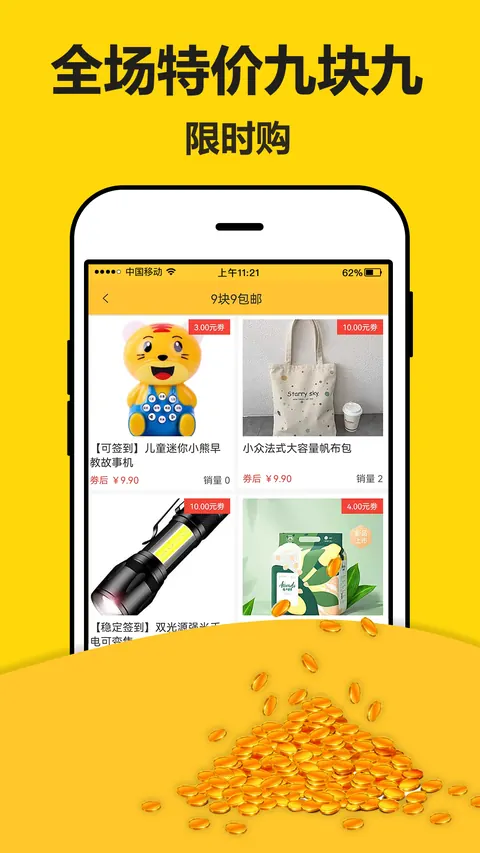 全场特价九块九
限时购
中国移动
上午11:21
62%
9块9包邮
3.00元券
10.00元券
Starry sky
【可签到】儿童迷你小熊早
教故事机
券后 ￥9.90
销量 0
小众法式大容量帆布包
券后 ￥9.90
销量 2
10.00元券
4.00元券
【稳定签到】双光源强光手
电可变焦